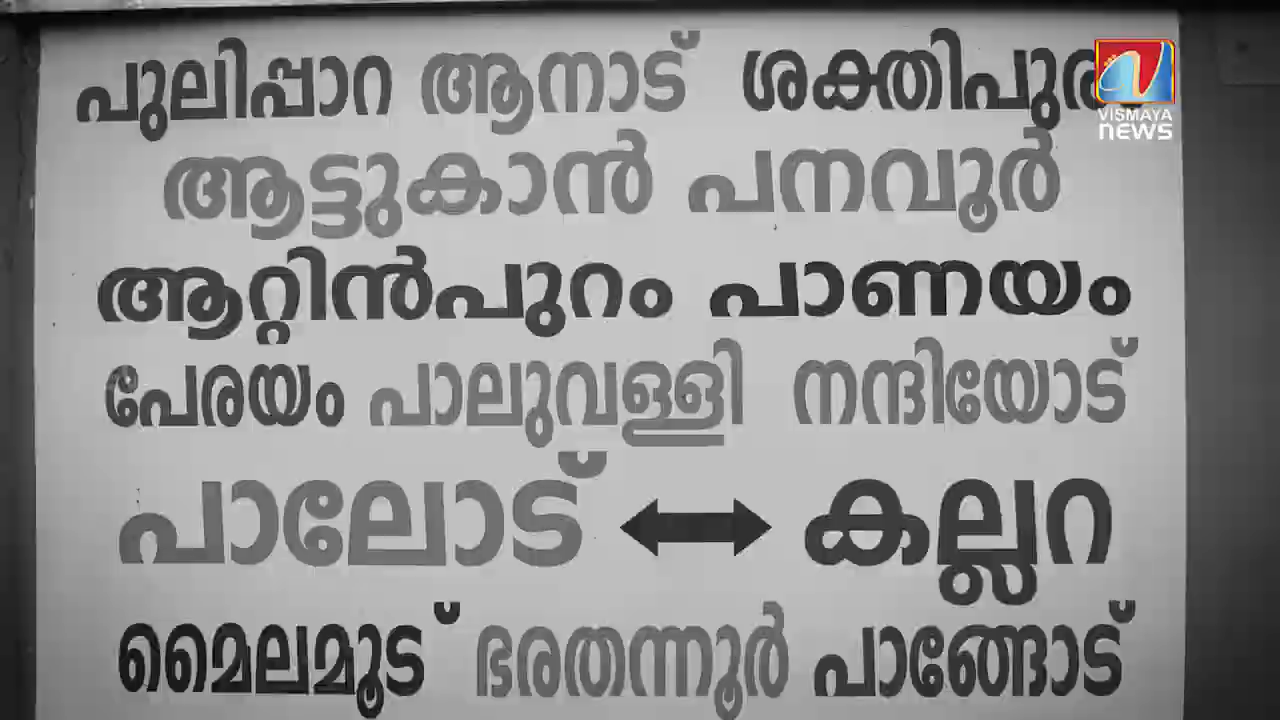 പുലിപ്പാറ ആനാട് ശക്തിപുര
ആട്ടുകാൻ പനവൂർ
ആറ്റിൻപുറം പാണയം
പേരയം പാലുവള്ളി നന്ദിയോട്
പാലോട് ↔ കല്ലറ
മൈലമൂട് ഭരതന്നൂർ പാങ്ങോട്
VISMAYA
NEWS